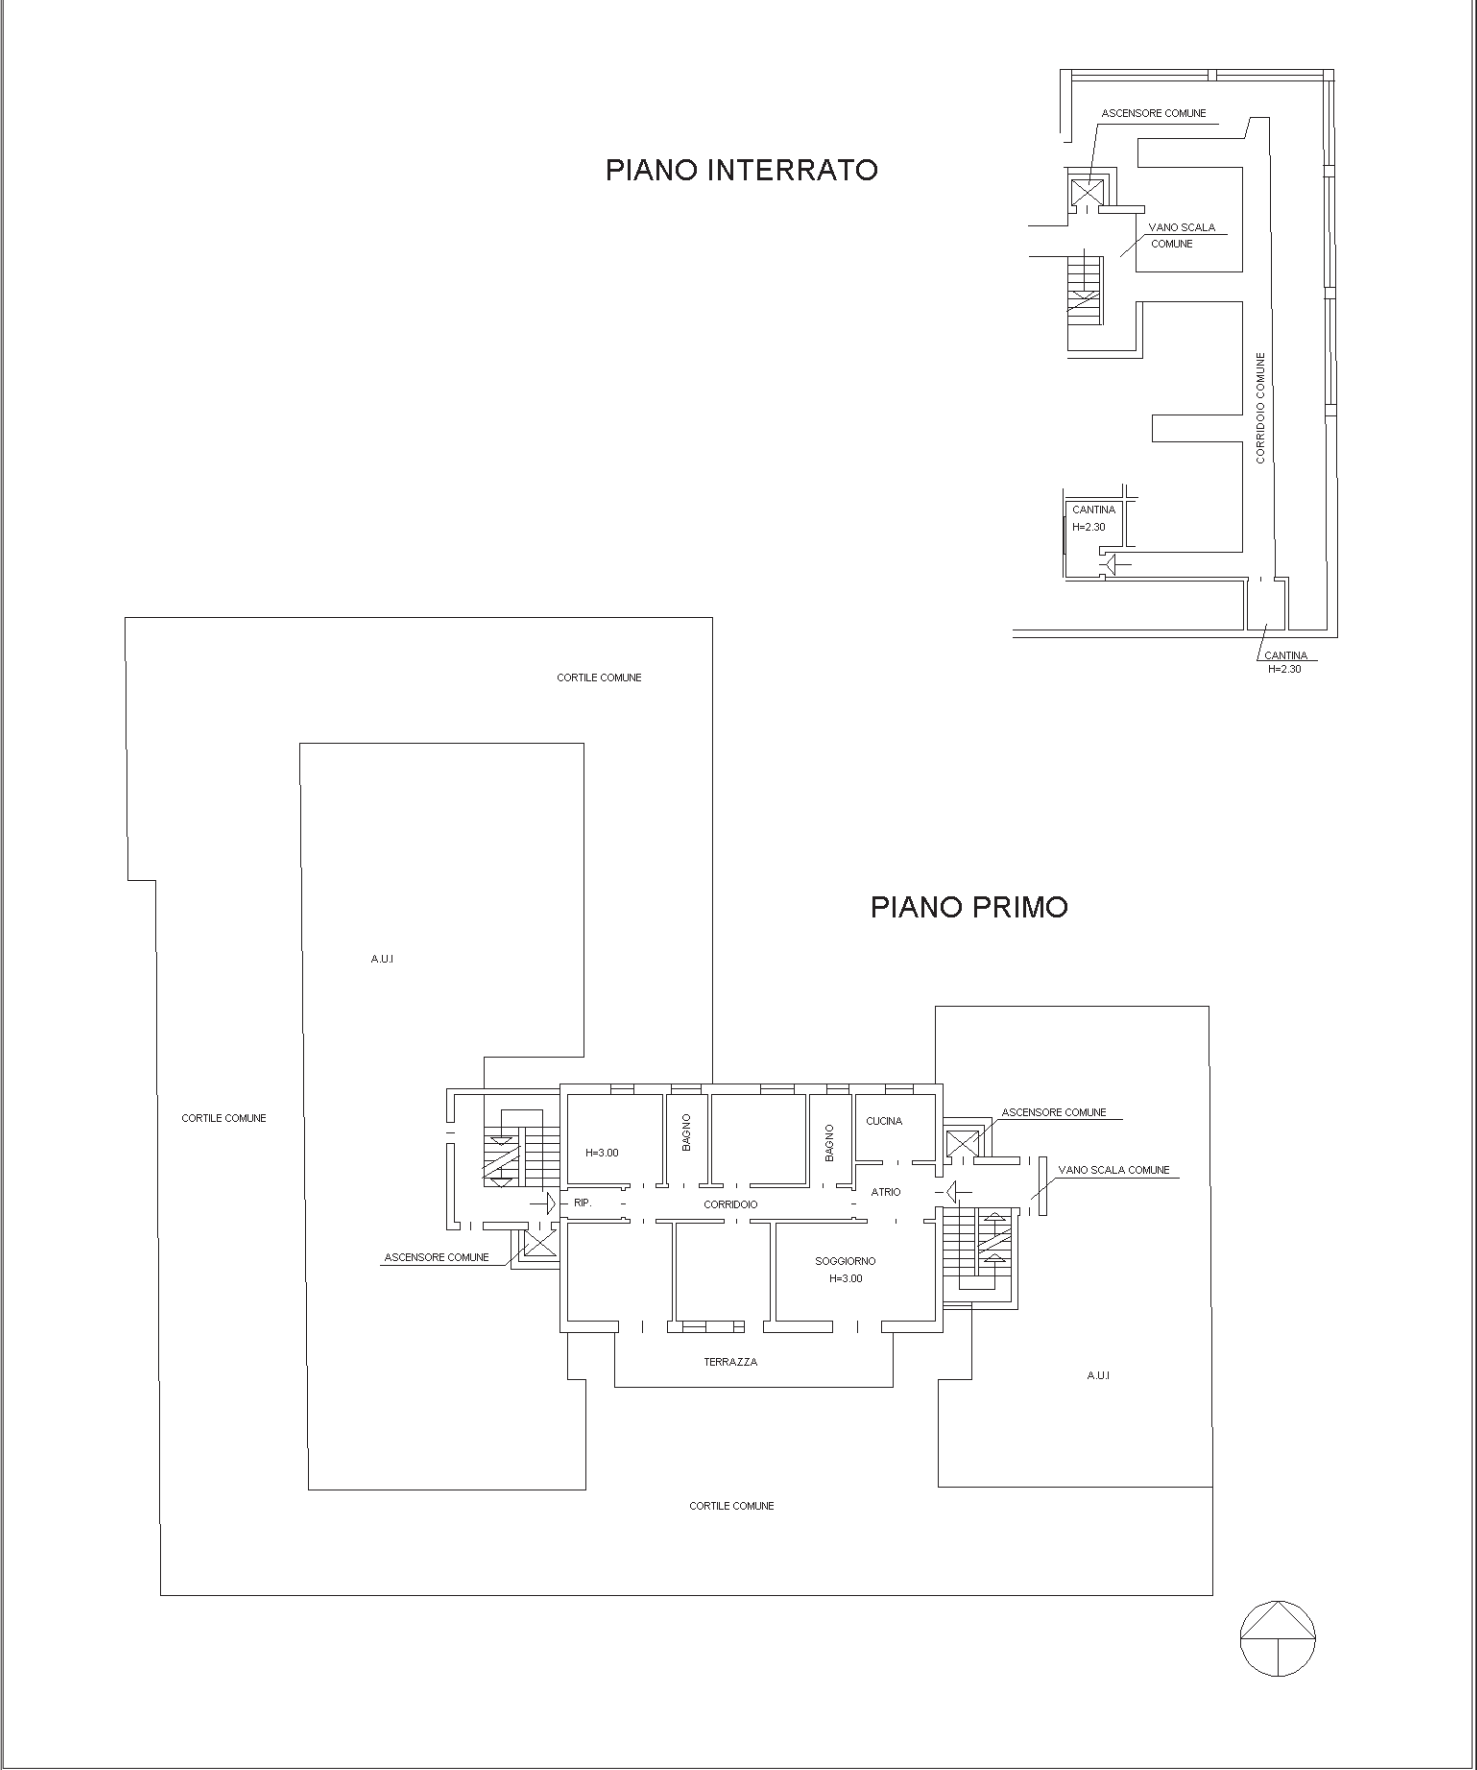 ASCENSORE COMUNE
PIANO INTERRATO
VANO SCALA
COMUNE
CORRIDOIO COMUNE
CANTINA
H=2.30
CANTINA
H=2.30
CORTILE COMUNE
PIANO PRIMO
A.U.I
CORTILE COMUNE
ASCENSORE COMUNE
BAGNO
BAGNO
CUCINA
H=3.00
VANO SCALA COMUNE
ATRIO
RIP.
CORRIDOIO
ASCENSORE COMUNE
SOGGIORNO
H=3.00
TERRAZZA
A.U.I
CORTILE COMUNE